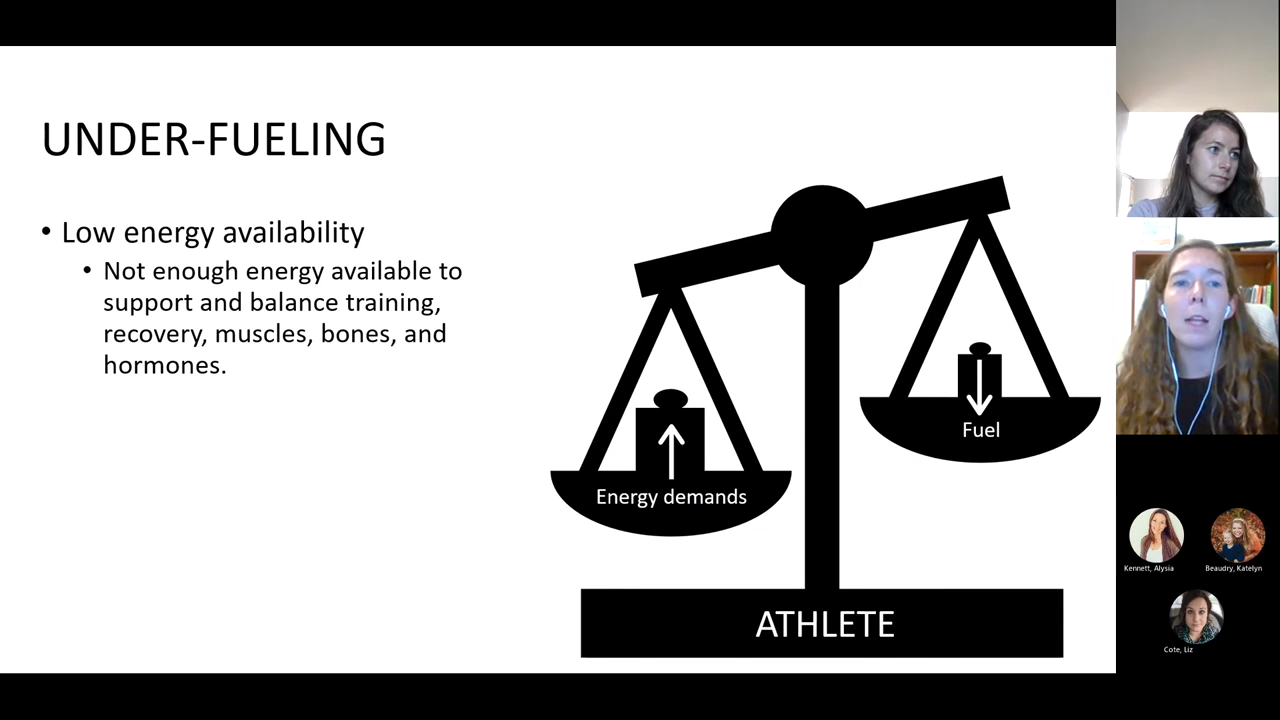 UNDER-FUELING
• Low energy availability
• Not enough energy available to
support and balance training,
recovery, muscles, bones, and
hormones.
Energy demands
Fuel
ATHLETE
Kennett, Alysia
Beaudry, Katelyn
Cote, Liz